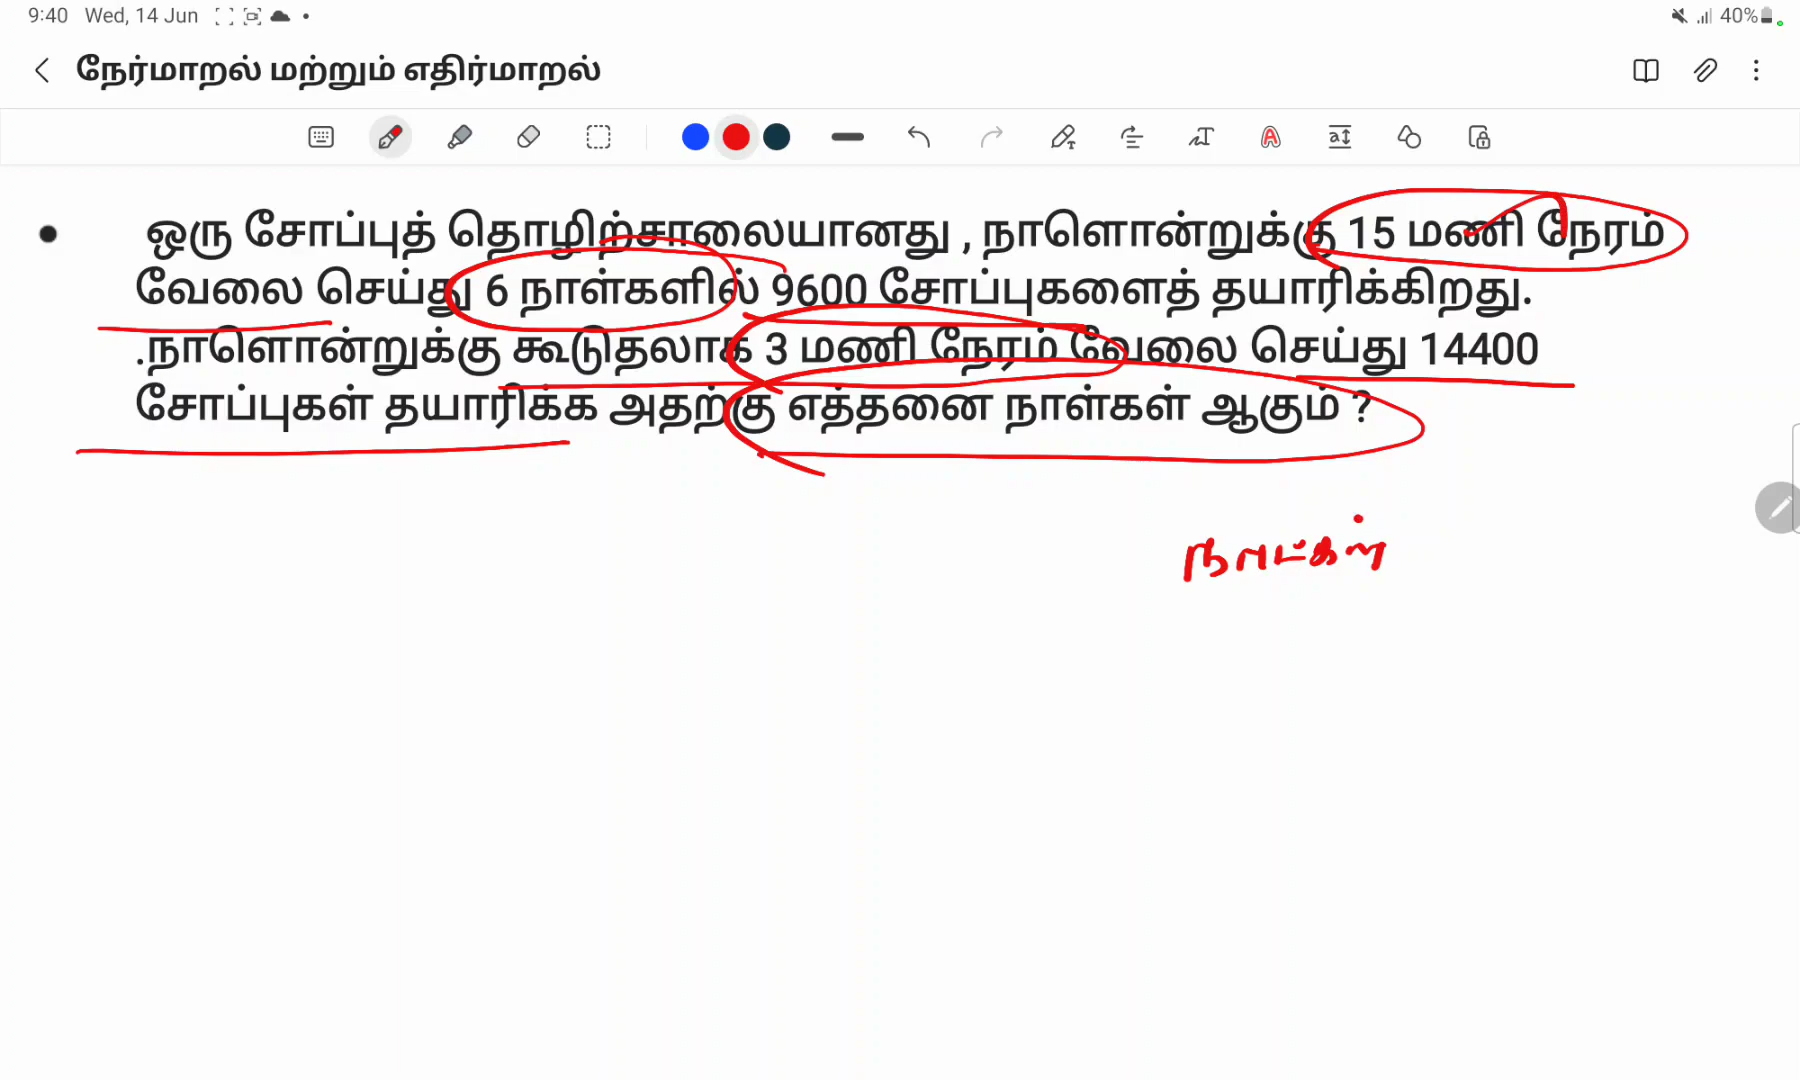 9:40 Wed, 14 Jun 40%
நேர்மாறல் மற்றும் எதிர்மாறல்
ஒரு சோப்புத் தொழிற்சாலையானது , நாளொன்றுக்கு 15 மணி நேரம்
வேலை செய்து 6 நாள்களில் 9600 சோப்புகளைத் தயாரிக்கிறது.
.நாளொன்றுக்கு கூடுதலாக 3 மணி நேரம் வேலை செய்து 14400
சோப்புகள் தயாரிக்க அதற்கு எத்தனை நாள்கள் ஆகும் ?
நாட்கள்